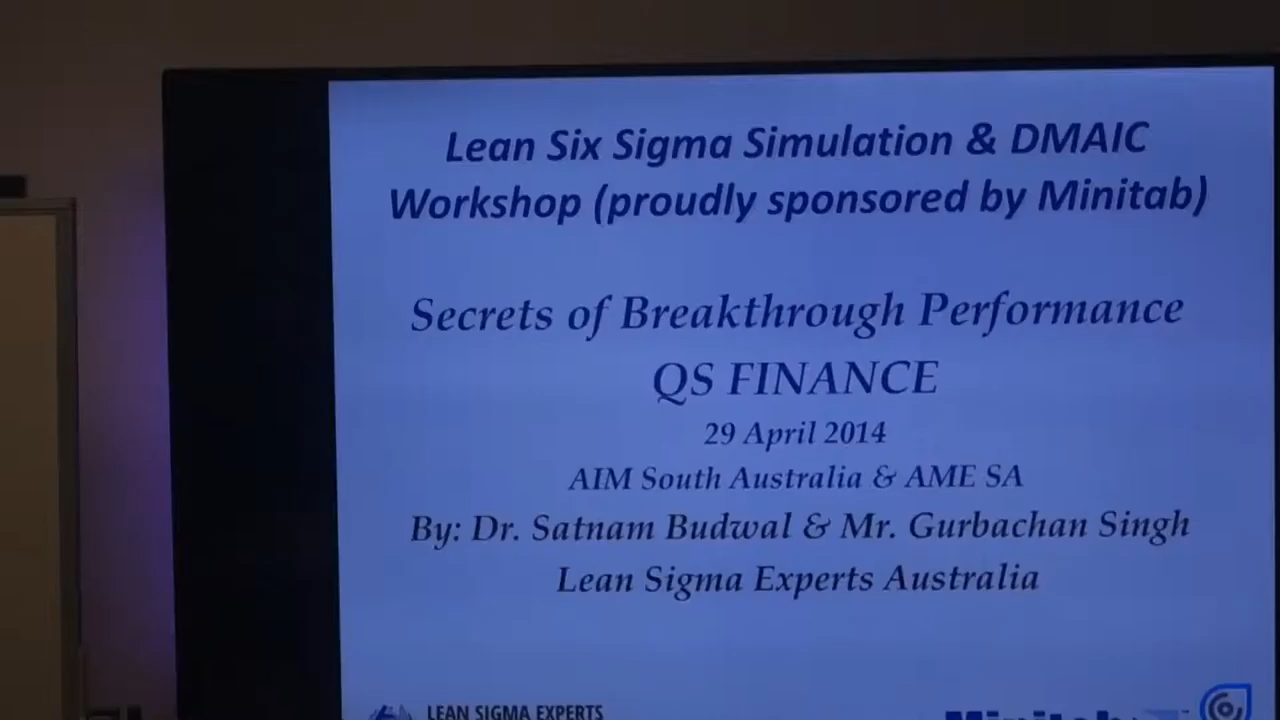 Lean Six Sigma Simulation & DMAIC
Workshop (proudly sponsored by Minitab)
Secrets of Breakthrough Performance
QS FINANCE
29 April 2014
AIM South Australia & AME SA
By: Dr. Satnam Budwal & Mr. Gurbachan Singh
Lean Sigma Experts Australia
LEAN SIGMA EXPERTS
Minitab